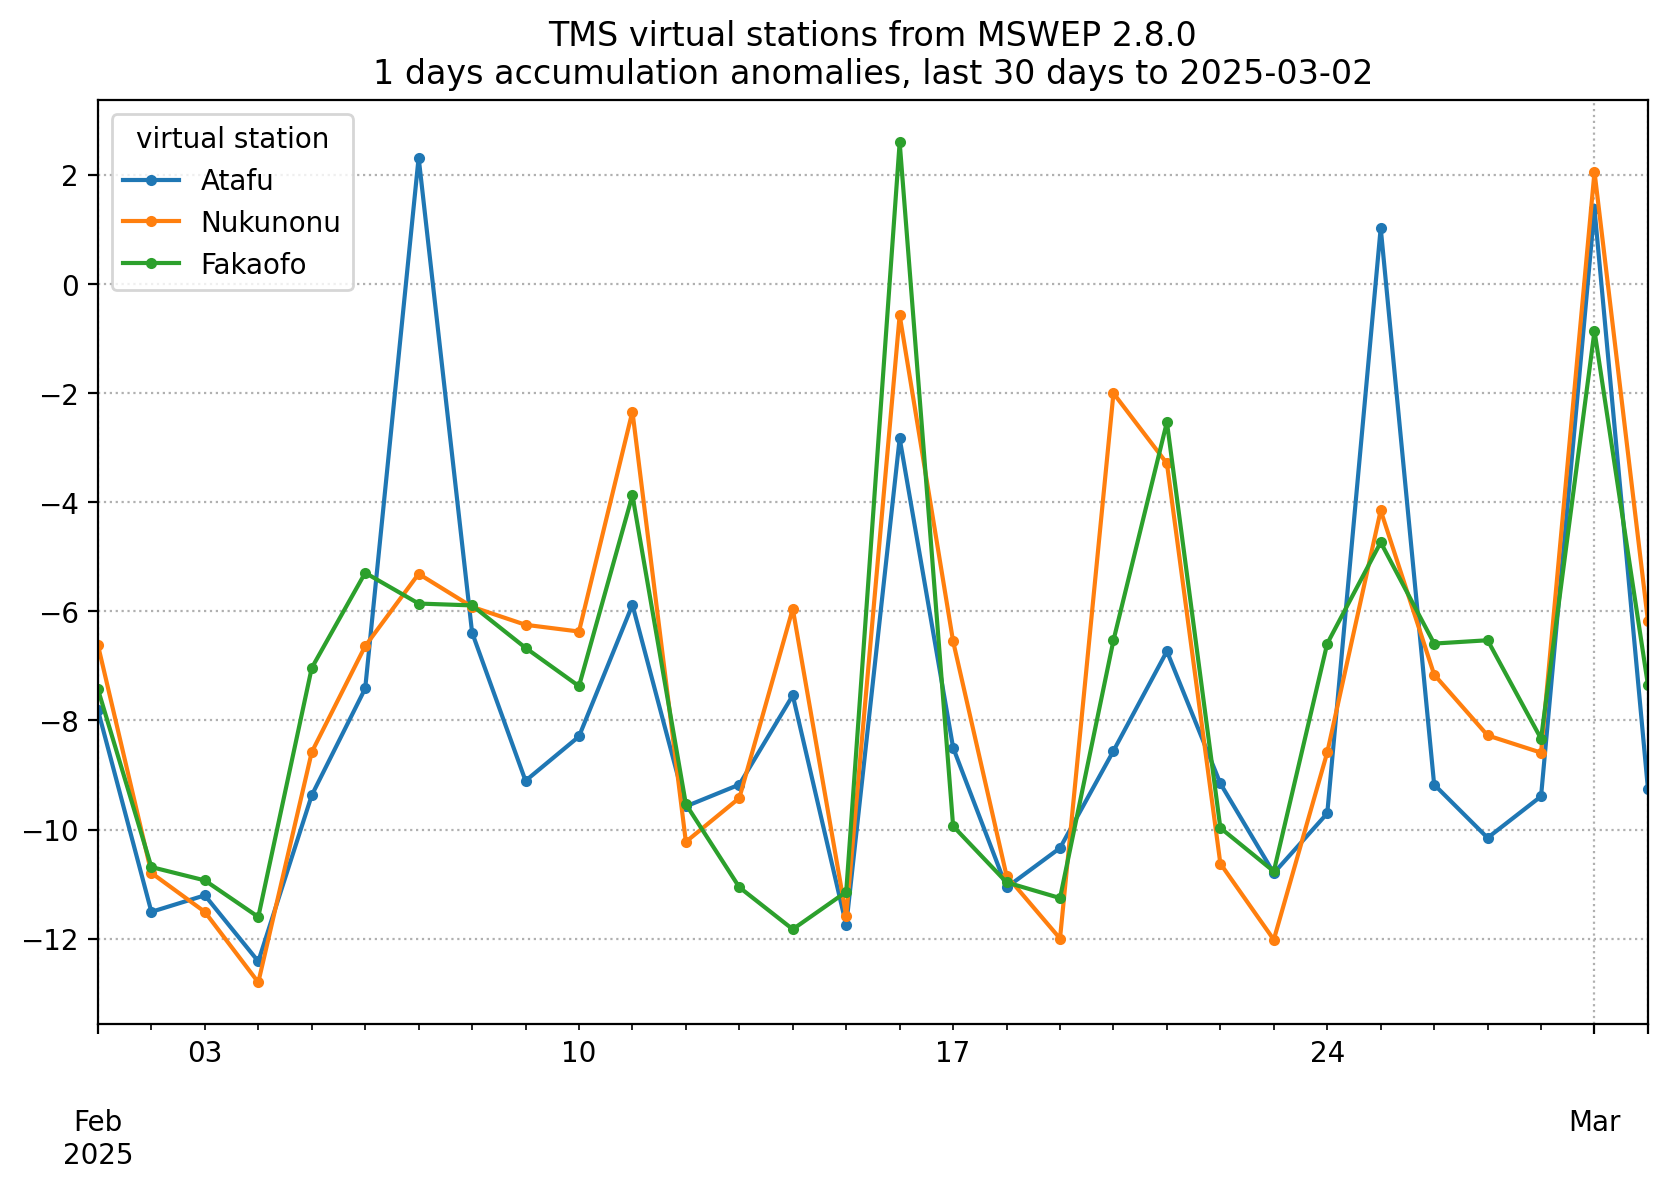 TMS virtual stations from MSWEP 2.8.0
1 days accumulation anomalies, last 30 days to 2025-03-02
virtual station
Atafu
Nukunonu
Fakaofo
2
0
−2
−4
−6
−8
−10
−12
03 10 17 24
Feb Mar
2025